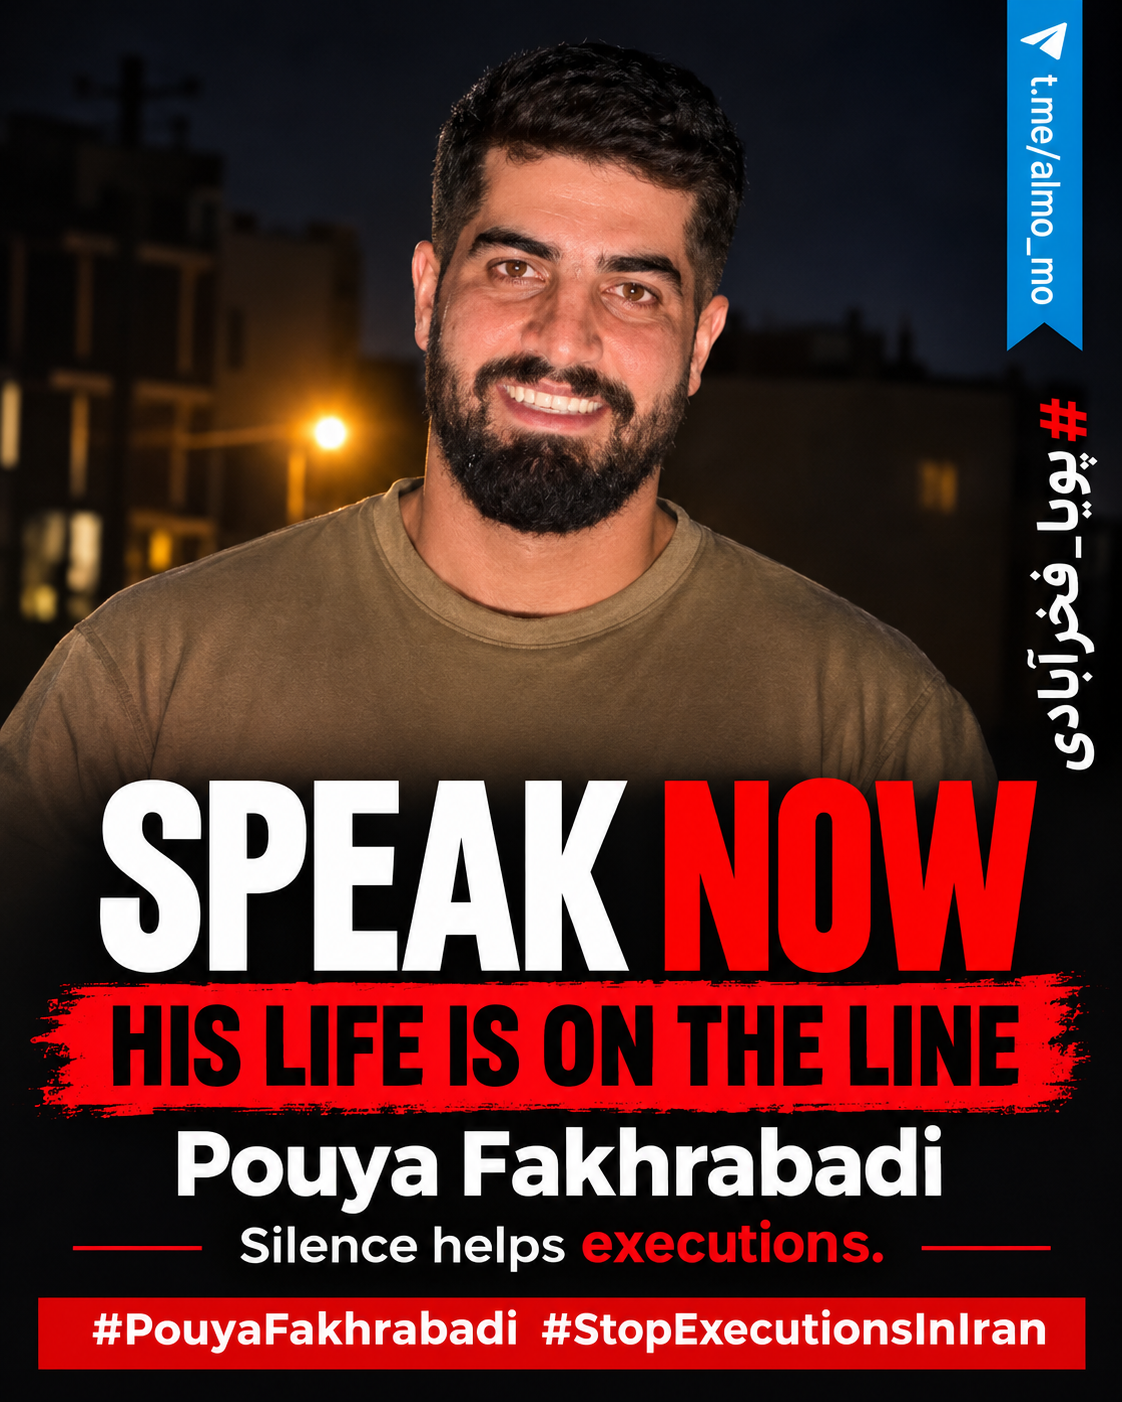 t.me/almo_mo
#پویا_فخرآبادی
SPEAK NOW
HIS LIFE IS ON THE LINE
Pouya Fakhrabadi
Silence helps executions.
#PouyaFakhrabadi #StopExecutionsInIran